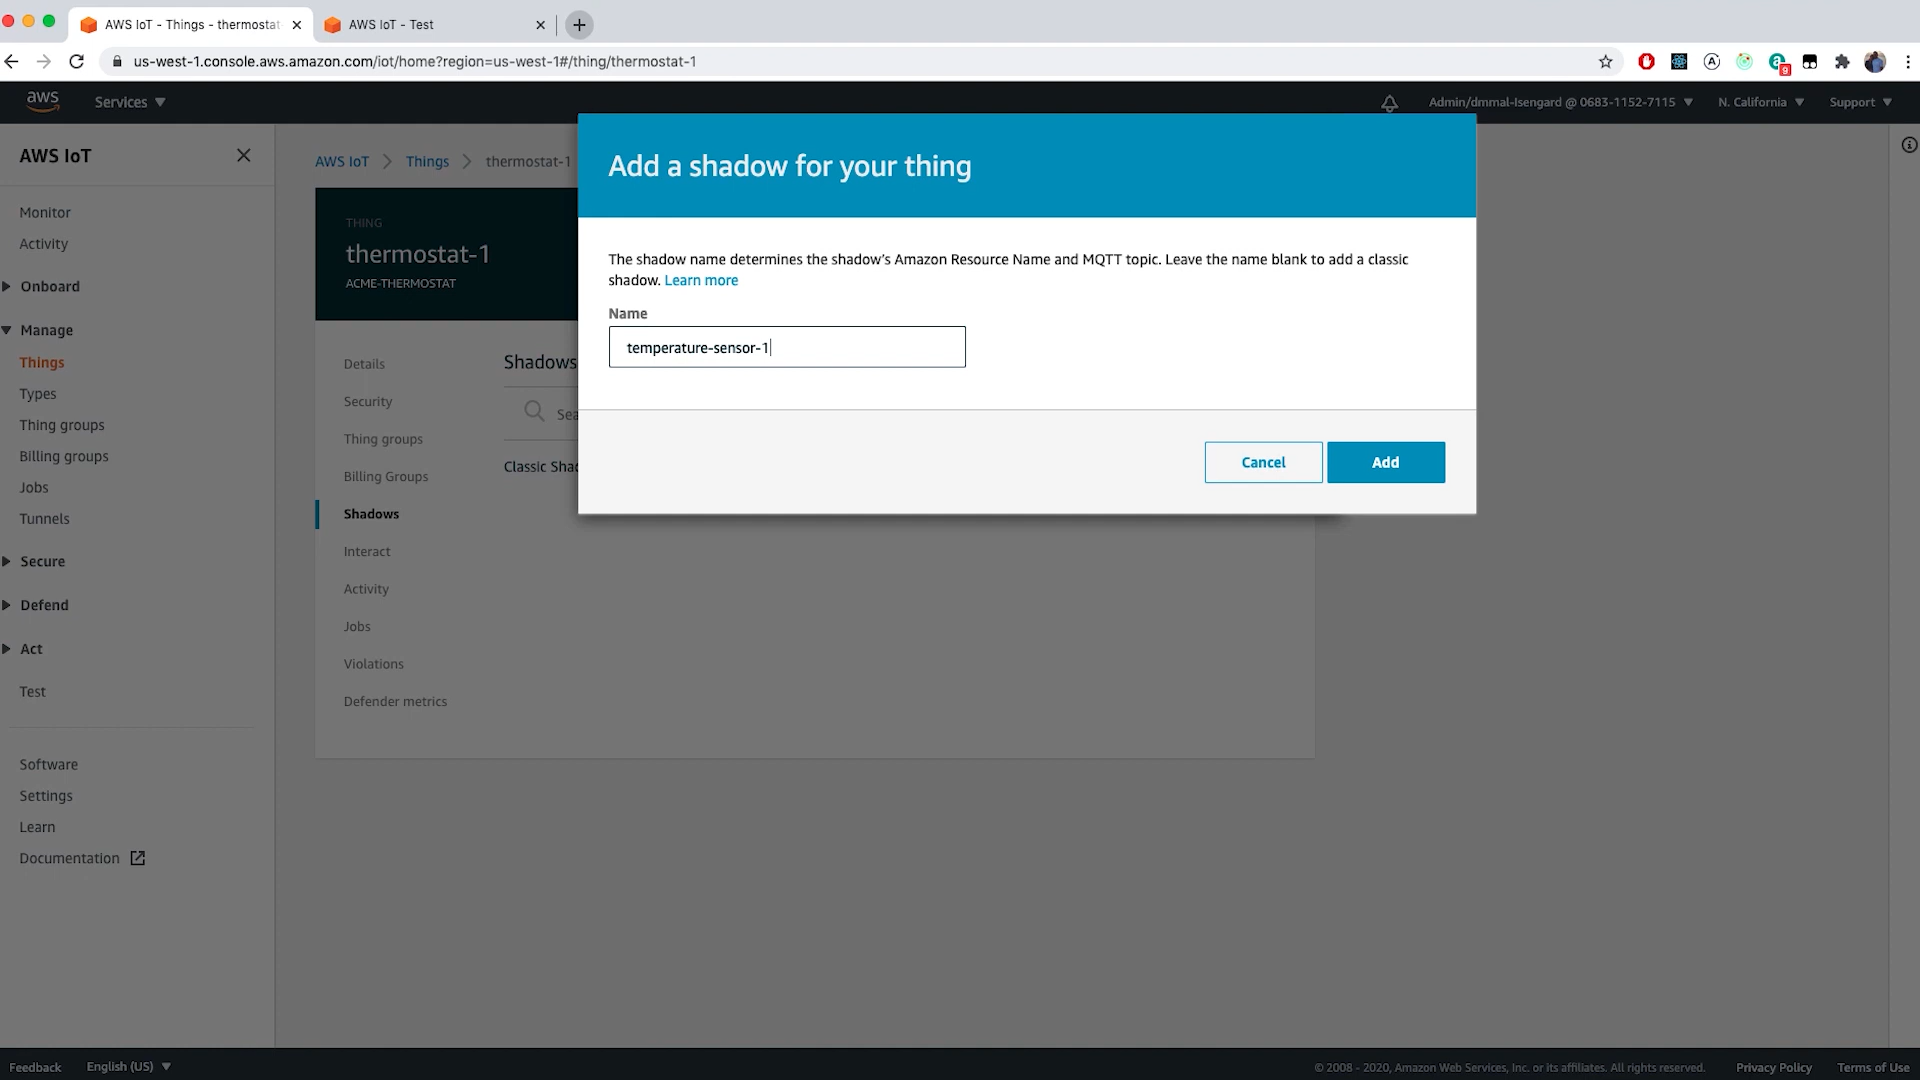 AWS IoT - Things - thermostat
AWS IoT - Test
us-west-1.console.aws.amazon.com/iot/home?region=us-west-1#/thing/thermostat-1
9
aws
Services
Admin/dmmal-Isengard @ 0683-1152-7115
N. California
Support
AWS IoT
Monitor
Activity
Onboard
Manage
Things
Types
Thing groups
Billing groups
Jobs
Tunnels
Secure
Defend
Act
Test
Software
Settings
Learn
Documentation
AWS IoT
Things
thermostat-1
THING
thermostat-1
ACME-THERMOSTAT
Details
Security
Thing groups
Billing Groups
Shadows
Interact
Activity
Jobs
Violations
Defender metrics
Shadows
Sea
Classic Shad
Add a shadow for your thing
The shadow name determines the shadow’s Amazon Resource Name and MQTT topic. Leave the name blank to add a classic
shadow. Learn more
Name
temperature-sensor-1
Cancel
Add
Feedback
English (US)
© 2008 - 2020, Amazon Web Services, Inc. or its affiliates. All rights reserved.
Privacy Policy
Terms of Use